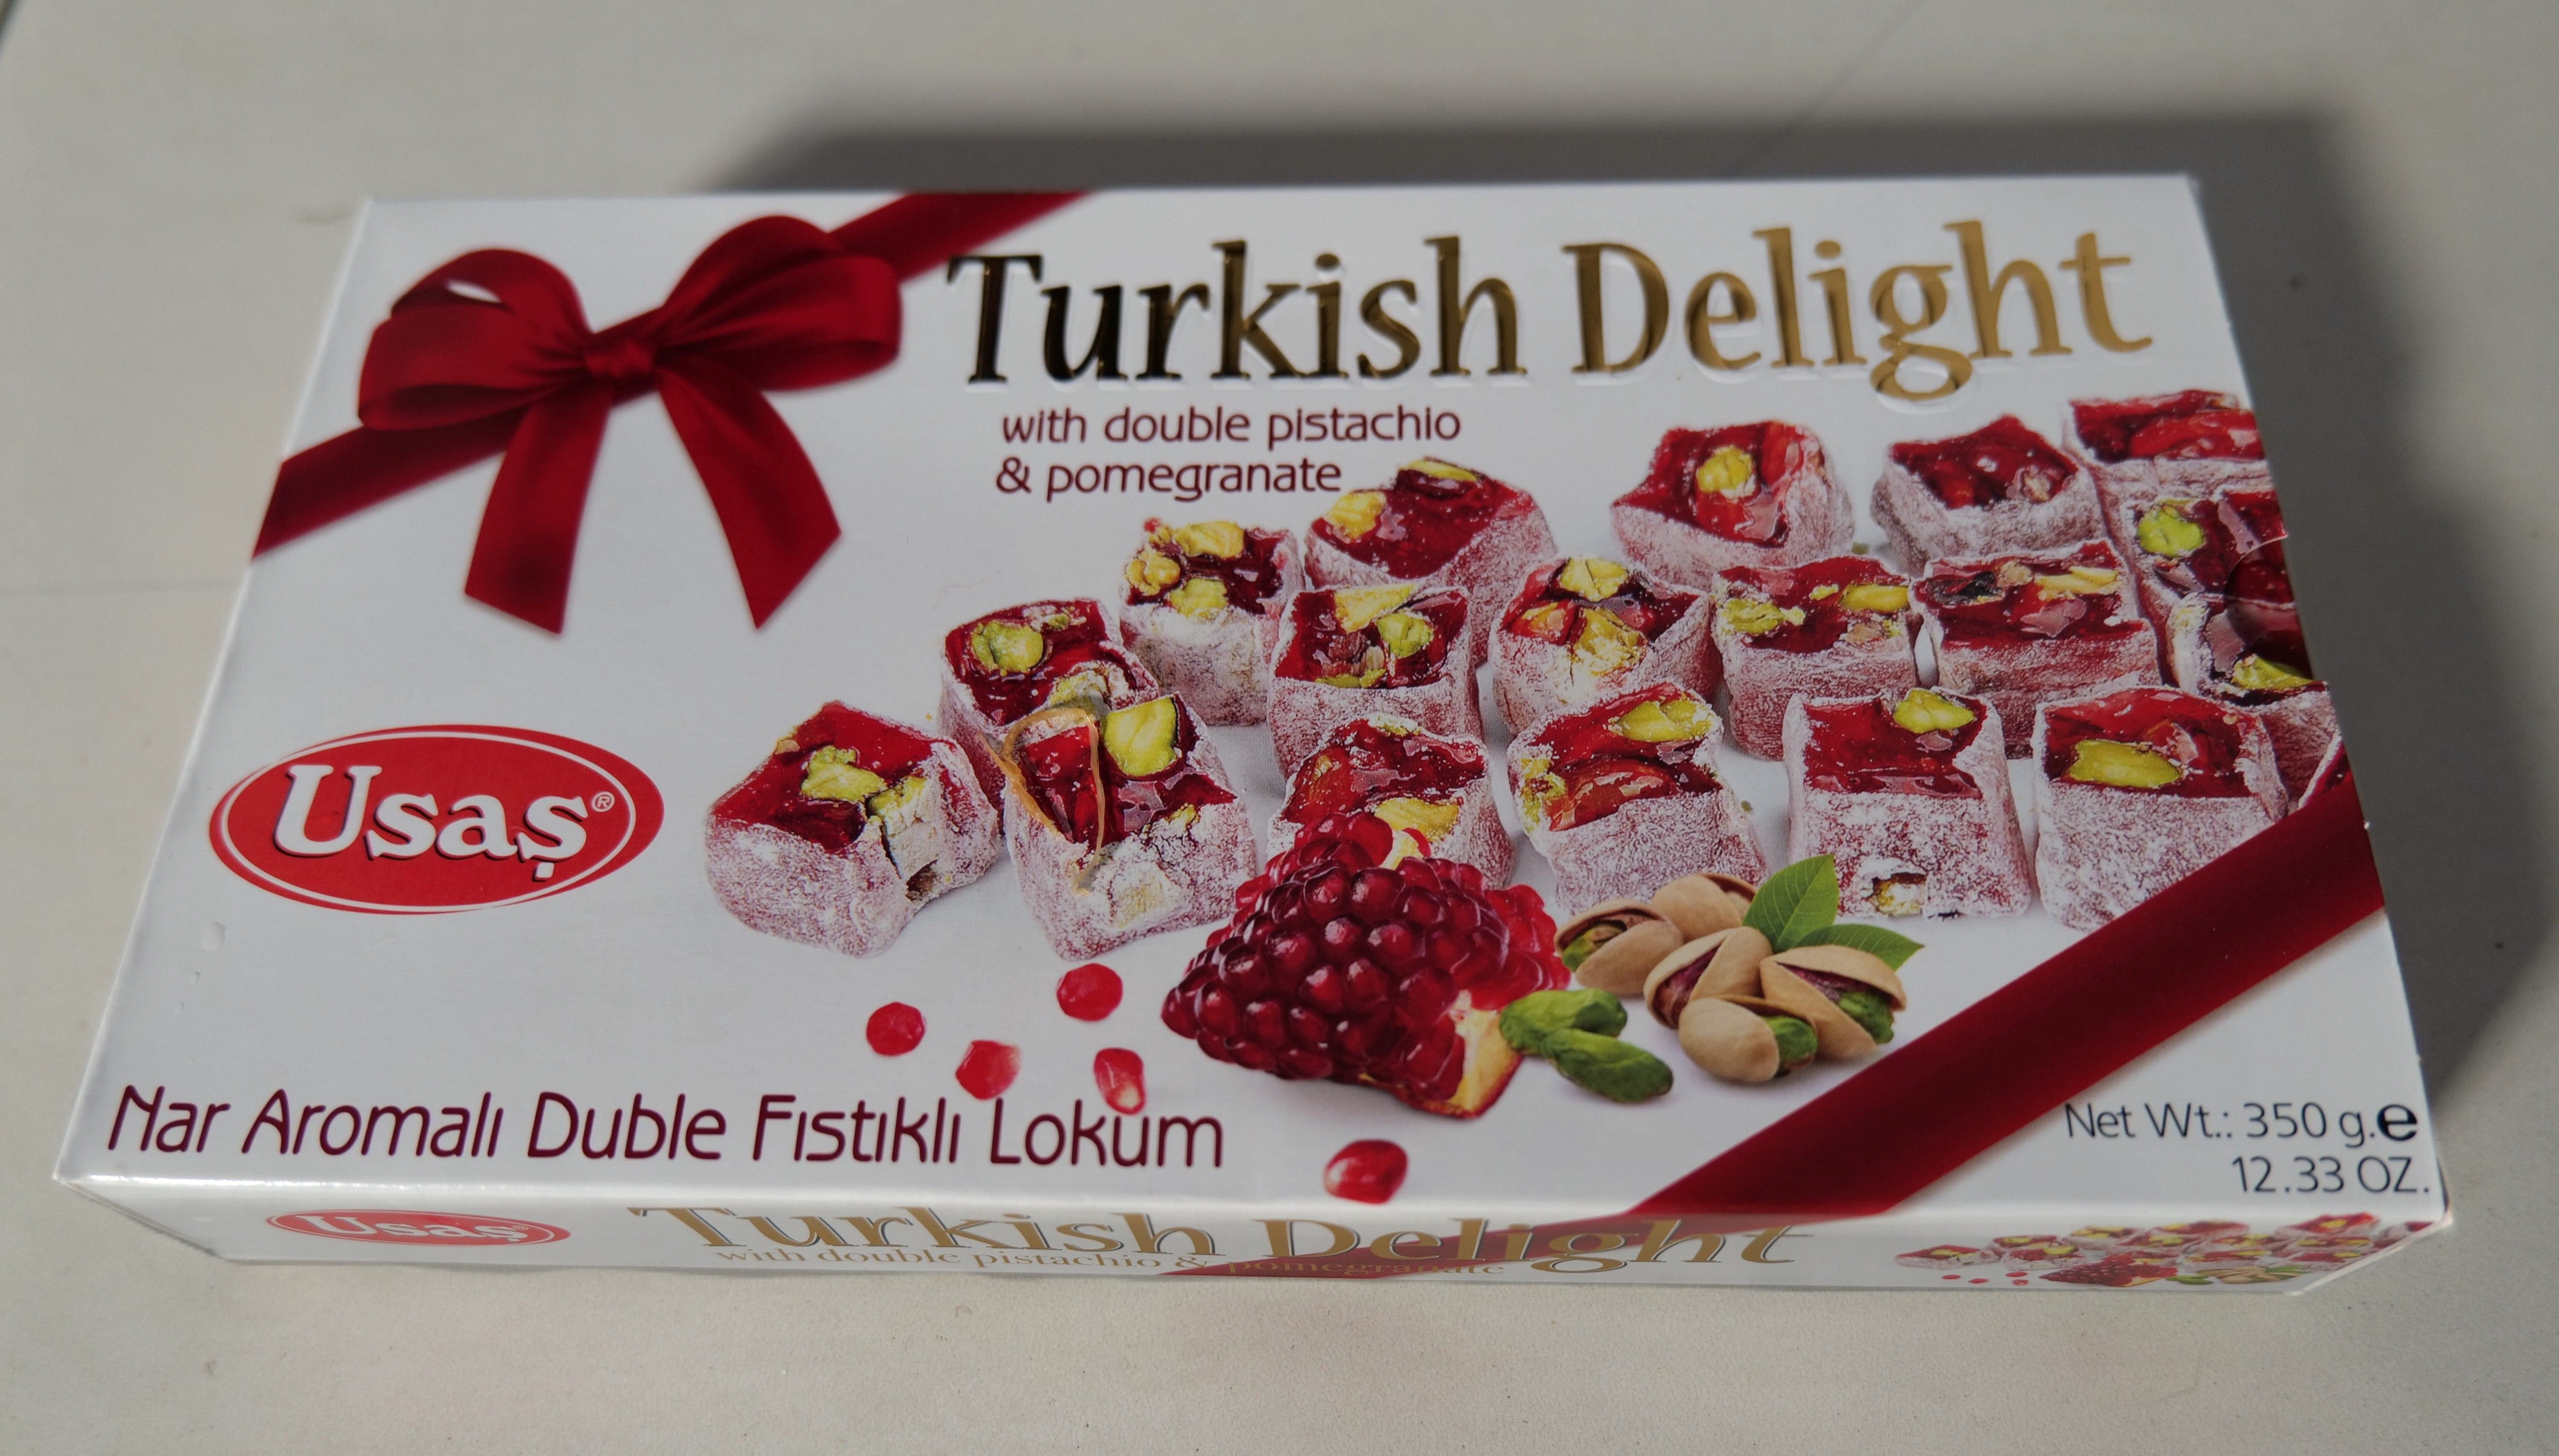 Turkish Delight
with double pistachio
& pomegranate
Usaş®
Nar Aromalı Duble Fıstıklı Lokum
Net Wt.: 350 g.e
12.33 OZ.
Usaş®
Turkish Delight
with double pistachio & pomegranate